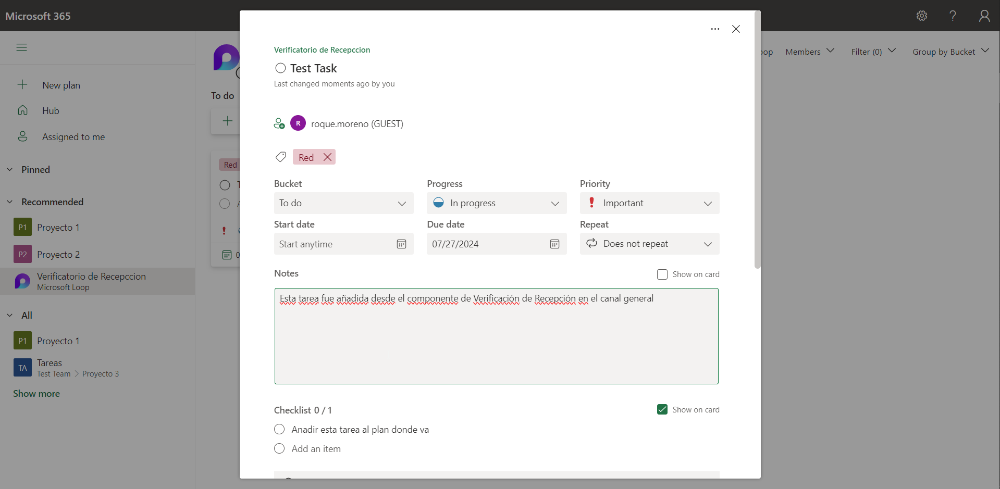 Microsoft 365
New plan
Hub
Assigned to me
Pinned
Recommended
P1 Proyecto 1
P2 Proyecto 2
Verificatorio de Recepccion
Microsoft Loop
All
P1 Proyecto 1
TA Tareas
Test Team > Proyecto 3
Show more
To do
Red
Members
Filter (0)
Group by Bucket
Verificatorio de Recepccion
Test Task
Last changed moments ago by you
R roque.moreno (GUEST)
Red
Bucket Progress Priority
To do In progress Important
Start date Due date Repeat
Start anytime 07/27/2024 Does not repeat
Notes Show on card
Esta tarea fue añadida desde el componente de Verificación de Recepción en el canal general
Checklist 0 / 1 Show on card
Anadir esta tarea al plan donde va
Add an item